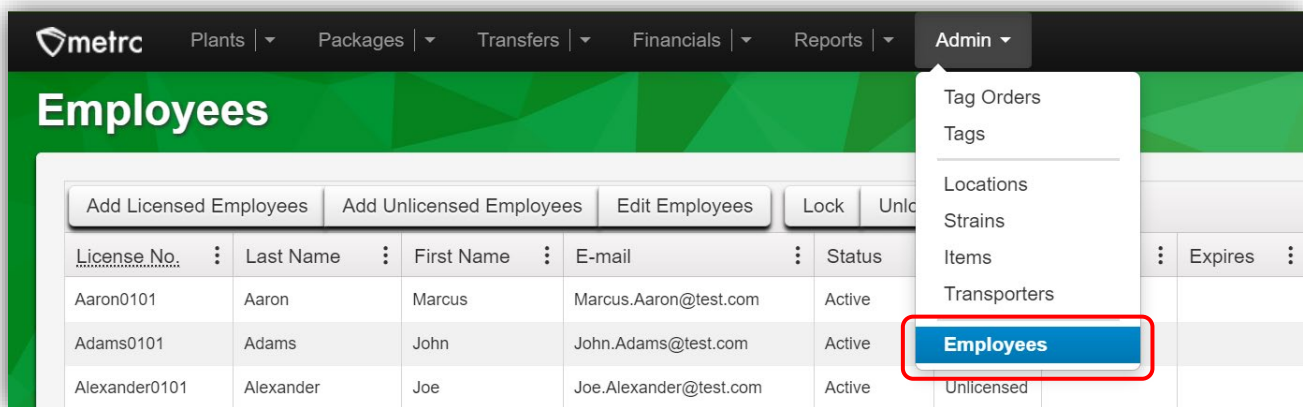 metrc Plants Packages Transfers Financials Reports Admin
Employees
Tag Orders
Tags
Locations
Strains
Items
Transporters
Employees
Add Licensed Employees Add Unlicensed Employees Edit Employees Lock
License No. Last Name First Name E-mail Status Expires
Aaron0101 Aaron Marcus Marcus.Aaron@test.com Active
Adams0101 Adams John John.Adams@test.com Active
Alexander0101 Alexander Joe Joe.Alexander@test.com Active Unlicensed